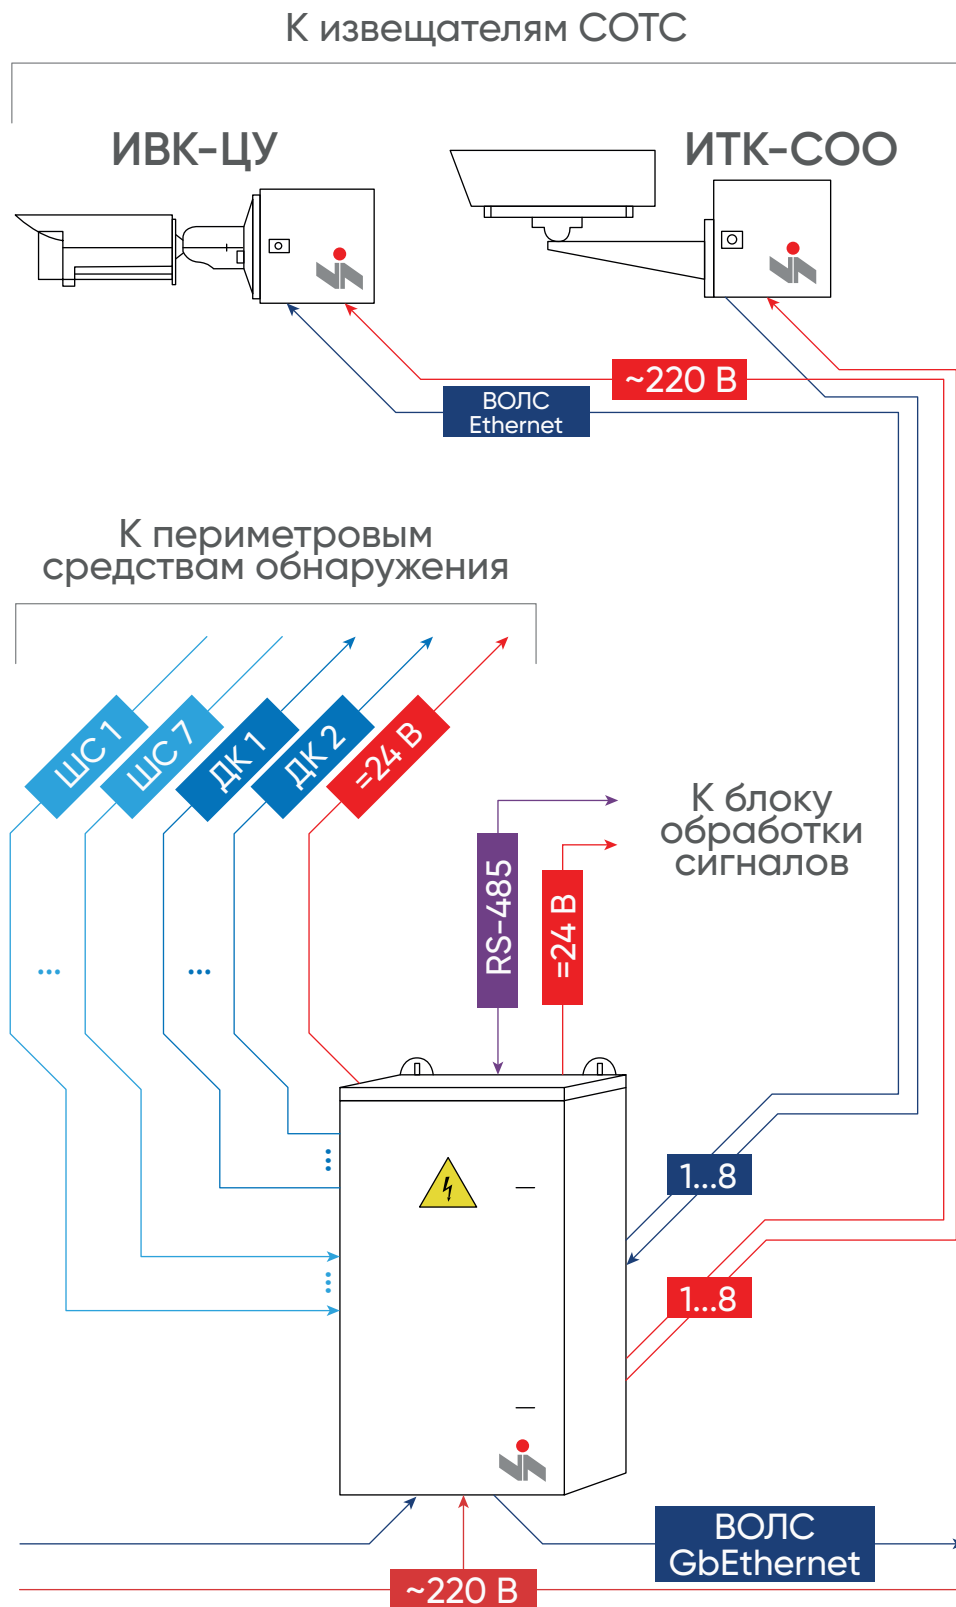 К извещателям СОТС
ИВК-ЦУ
ИТК-СОО
~220 В
ВОЛС
Ethernet
К периметровым
средствам обнаружения
ШС 1
ШС 7
ДК 1
ДК 2
=24 В
К блоку
обработки
сигналов
RS-485
=24 В
1...8
1...8
ВОЛС
GbEthernet
~220 В